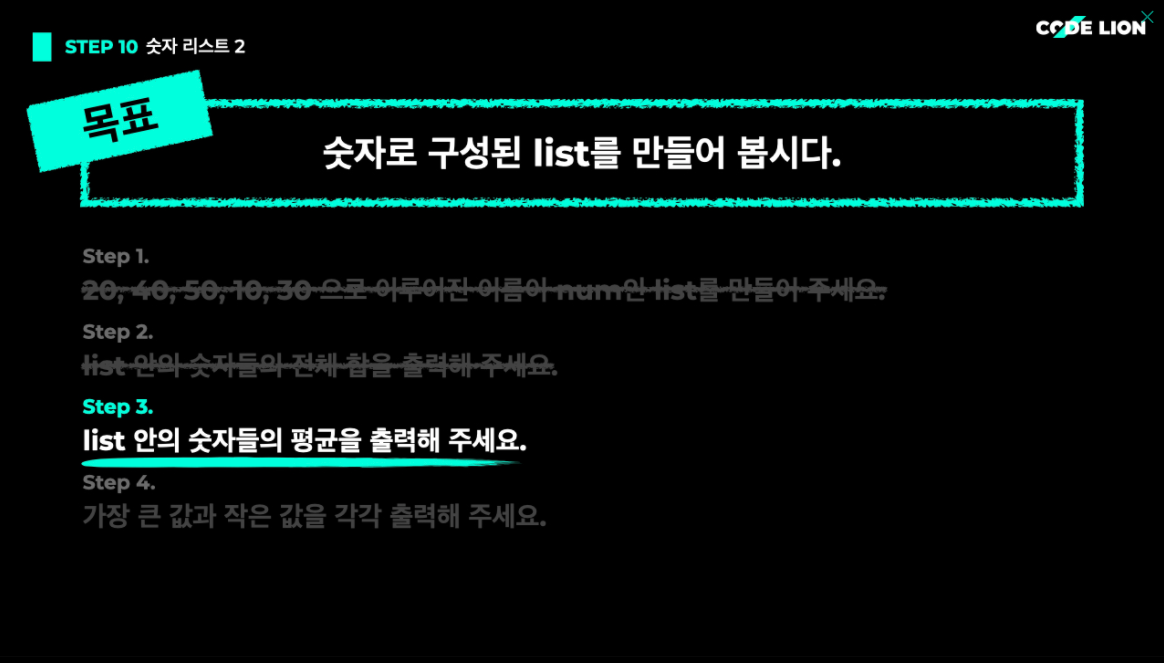 CODE LION
STEP 10 숫자 리스트 2
목표
숫자로 구성된 list를 만들어 봅시다.
Step 1.
20, 40, 50, 10, 30 으로 이루어진 이름이 num인 list를 만들어 주세요.
Step 2.
list 안의 숫자들의 전체 합을 출력해 주세요.
Step 3.
list 안의 숫자들의 평균을 출력해 주세요.
Step 4.
가장 큰 값과 작은 값을 각각 출력해 주세요.